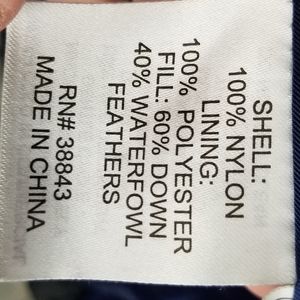 SHELL:
100% NYLON
LINING:
100% POLYESTER
FILL: 60% DOWN
40% WATERFOWL
FEATHERS
RN# 38843
MADE IN CHINA